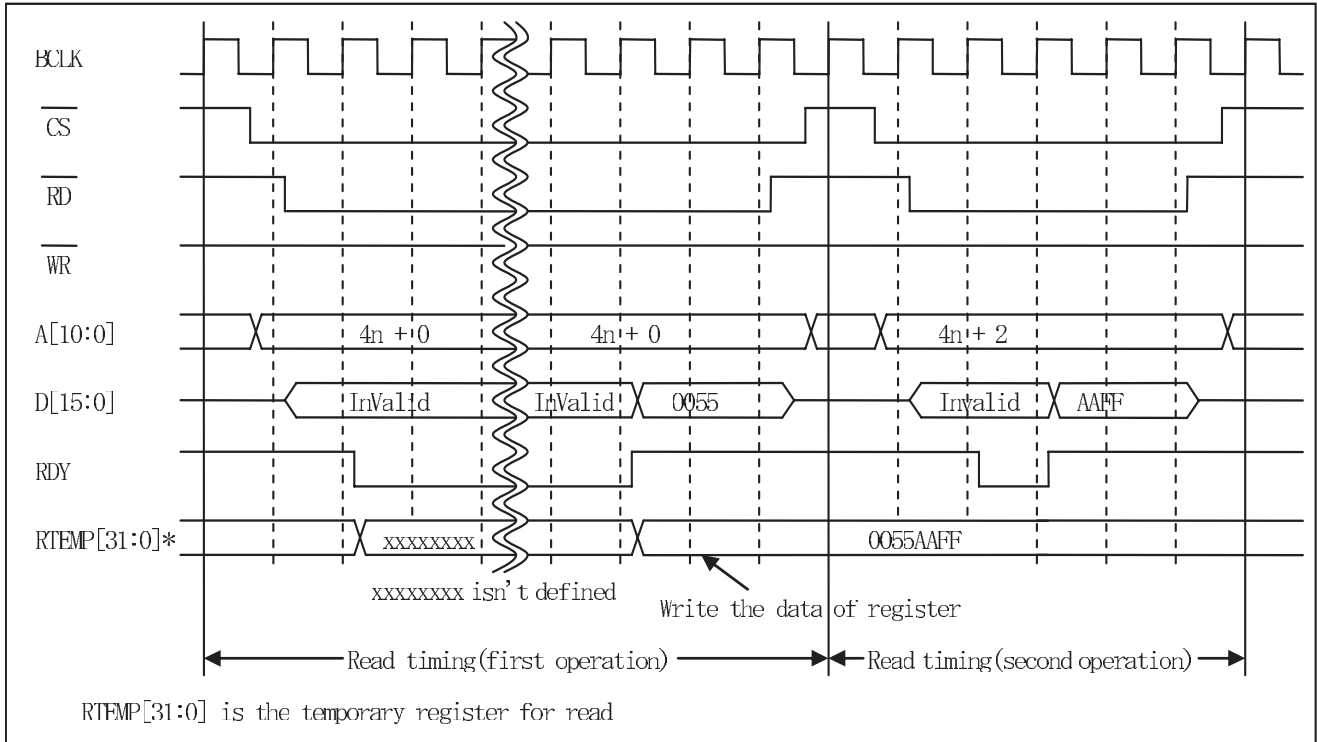 BCLK
CS
RD
WR
A[10:0] 4n + 0 4n + 0 4n + 2
D[15:0] InValid InValid 0055 Invalid AAFF
RDY
RTEMP[31:0]* xxxxxxxx 0055AAFF
xxxxxxxx isn't defined
Write the data of register
Read timing(first operation) Read timing(second operation)
RTEMP[31:0] is the temporary register for read